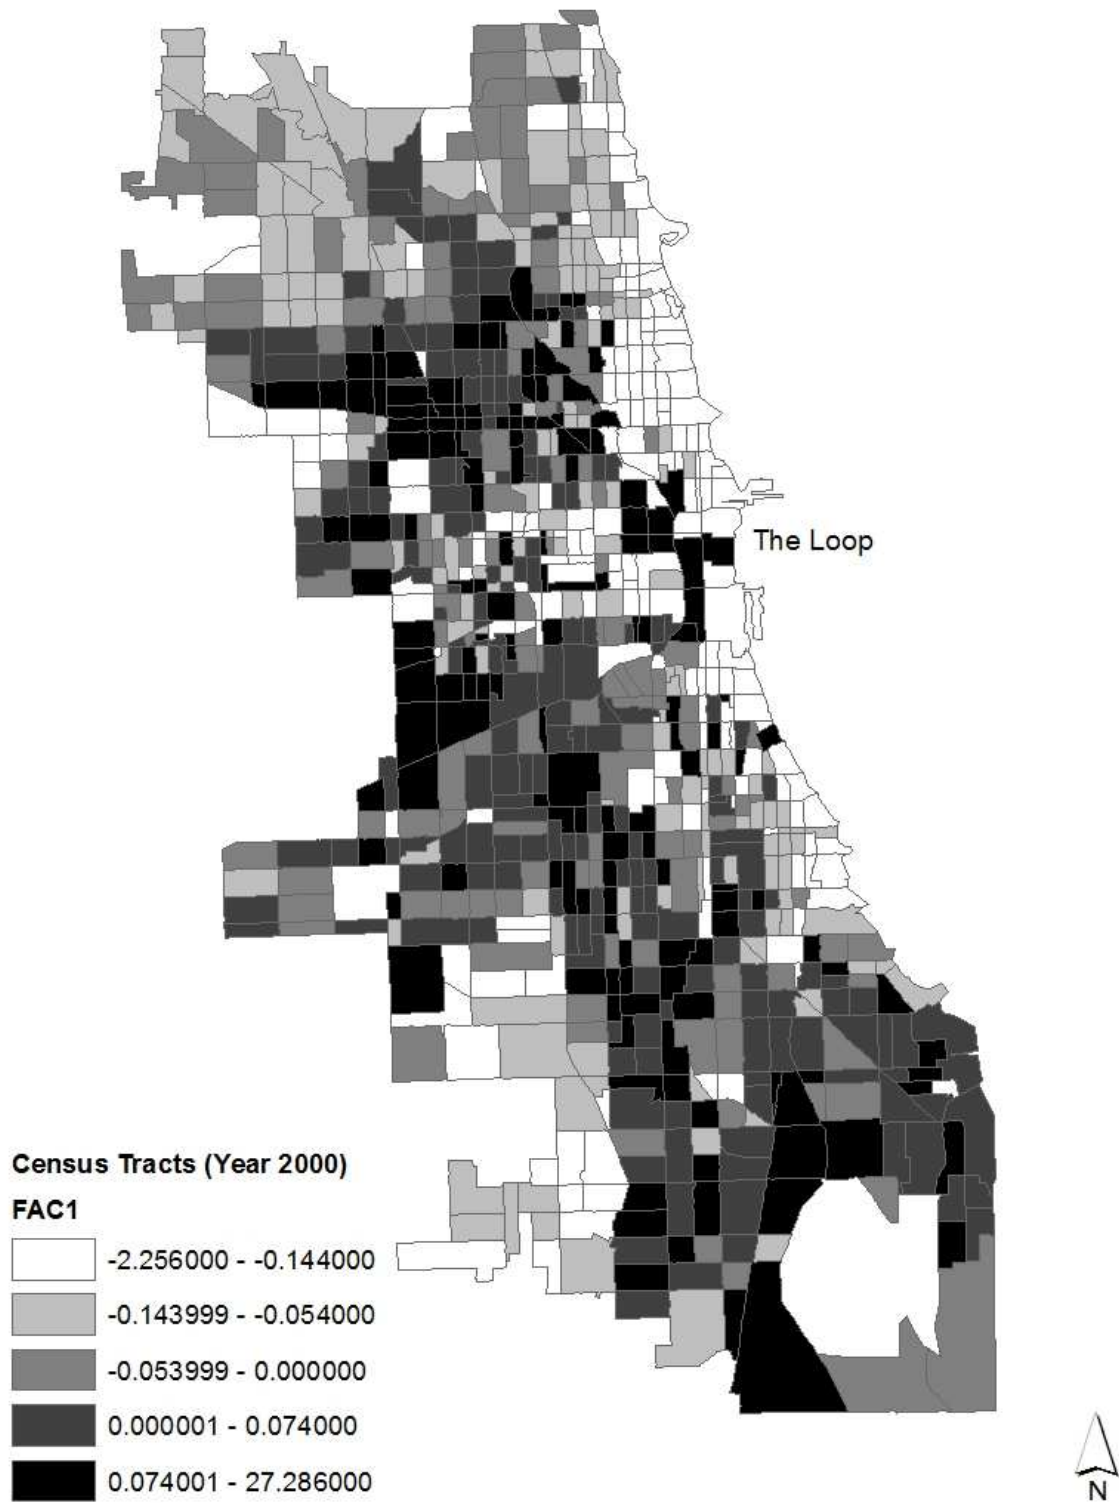 The Loop
Census Tracts (Year 2000)
FAC1
-2.256000 - -0.144000
-0.143999 - -0.054000
-0.053999 - 0.000000
0.000001 - 0.074000
0.074001 - 27.286000
N